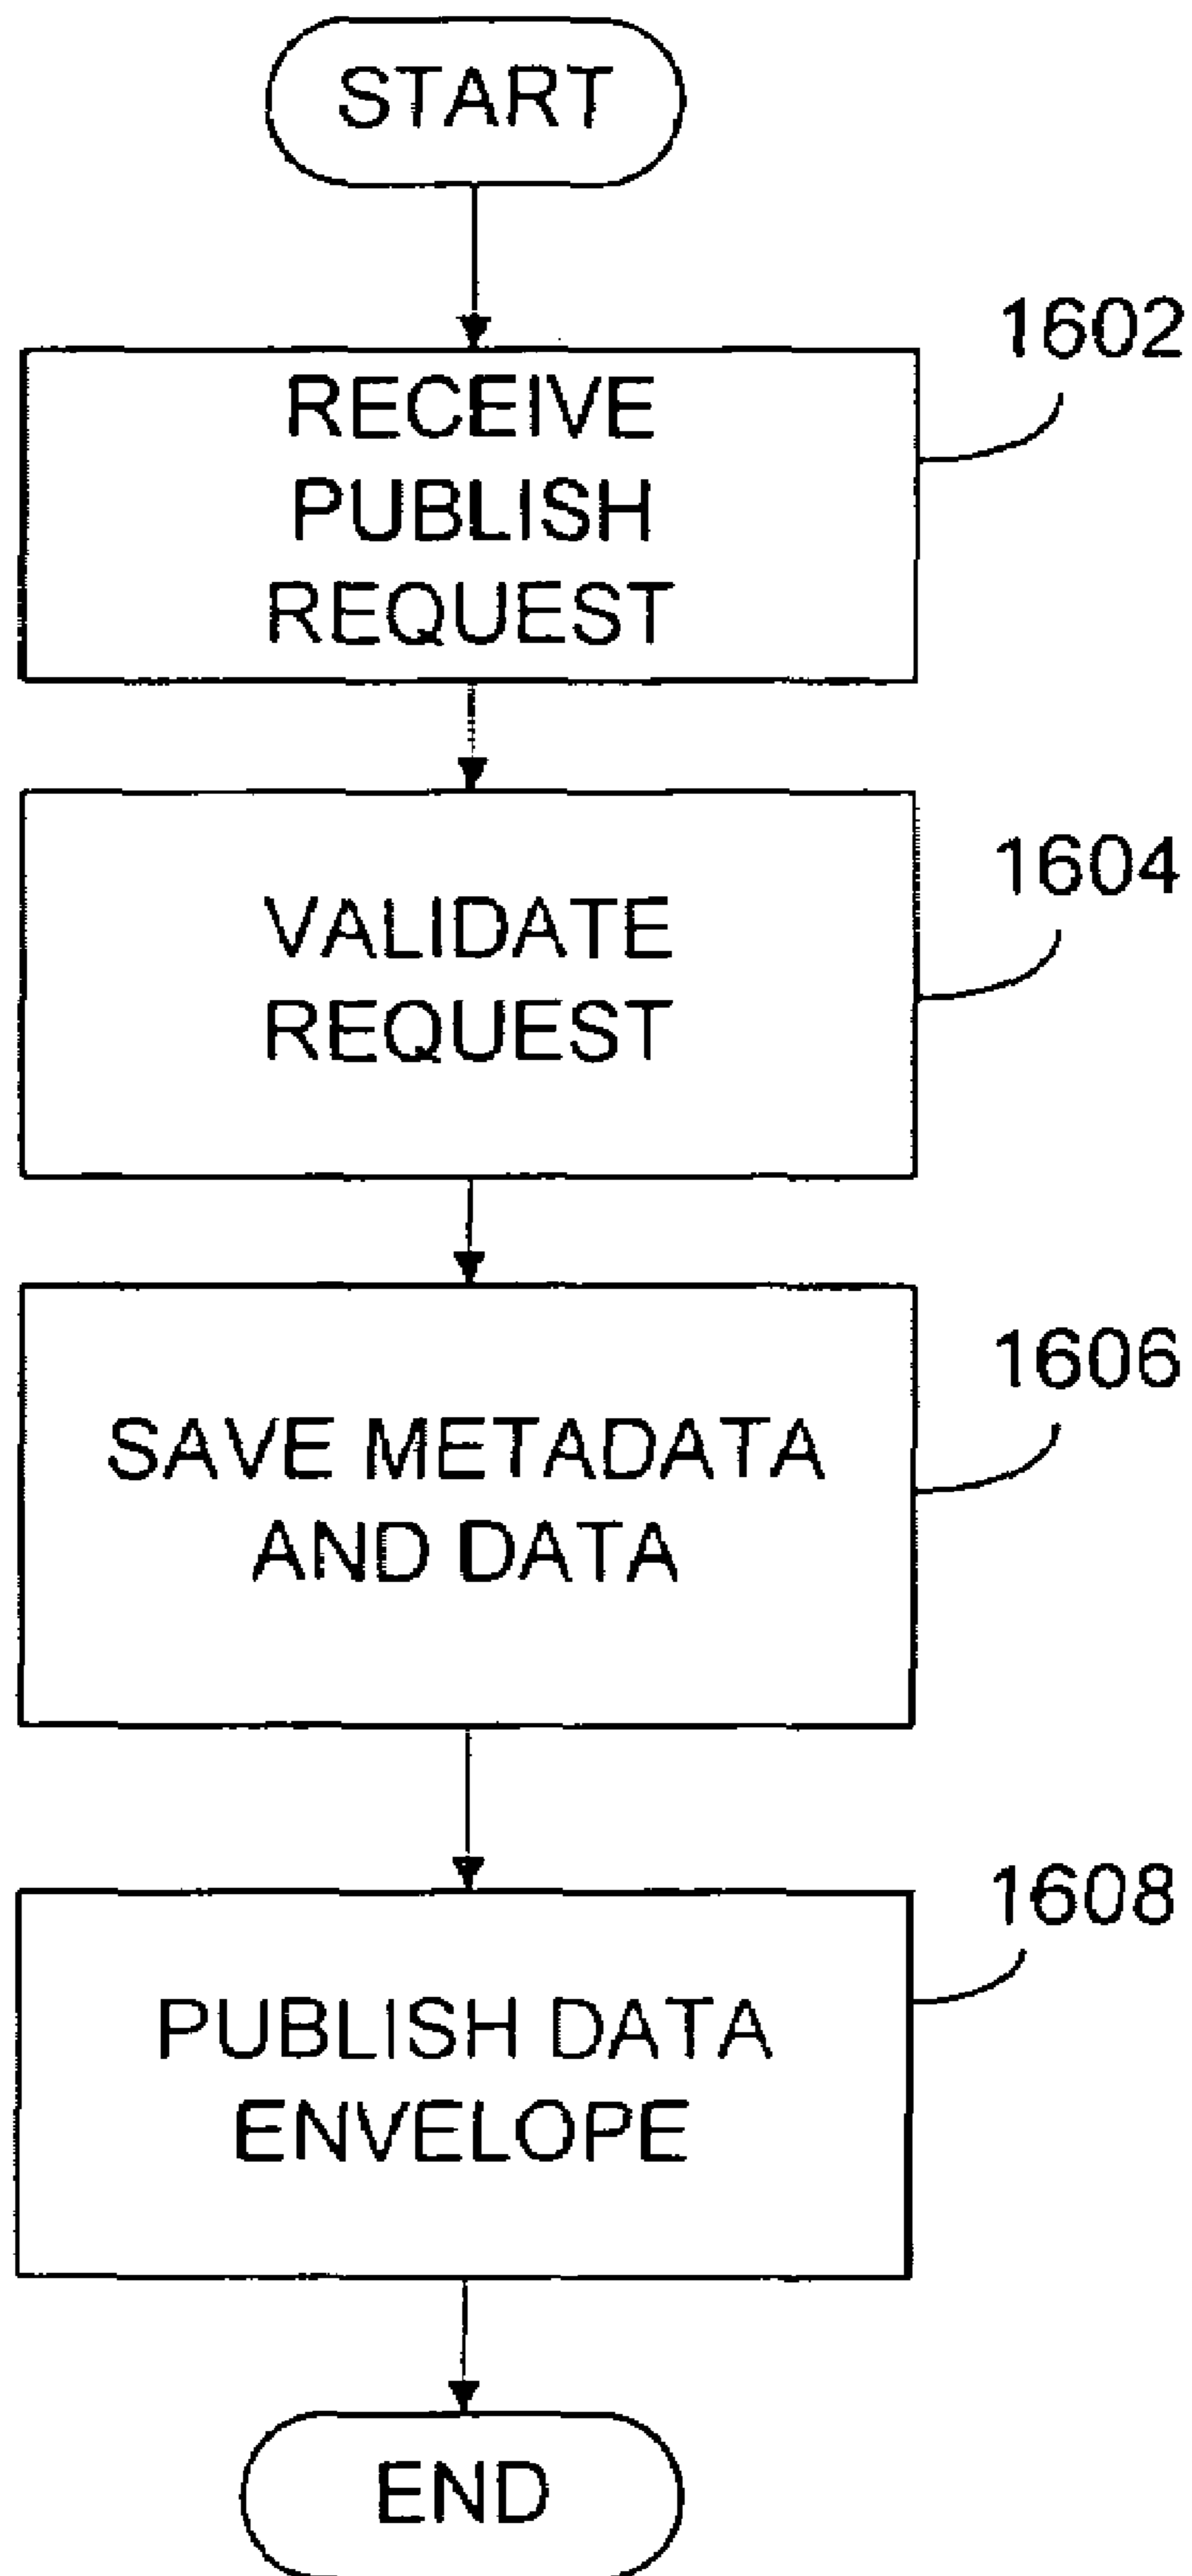 START
1602
RECEIVE
PUBLISH
REQUEST
1604
VALIDATE
REQUEST
1606
SAVE METADATA
AND DATA
1608
PUBLISH DATA
ENVELOPE
END